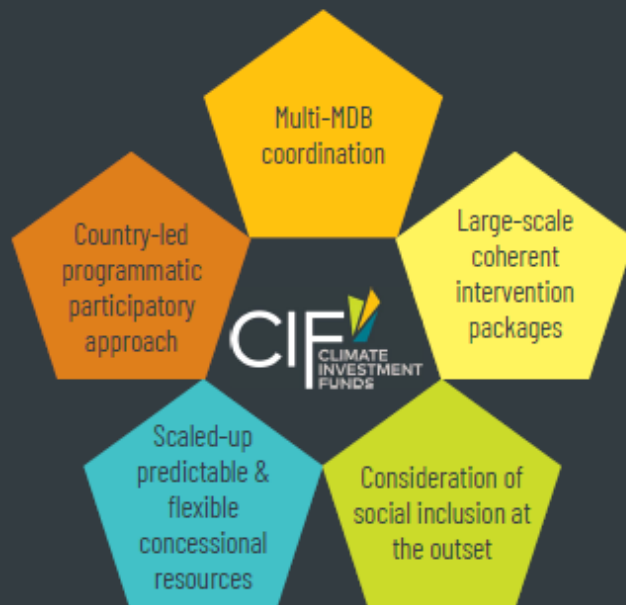 Multi-MDB
coordination
Country-led
programmatic
participatory
approach
Large-scale
coherent
intervention
packages
CIF
CLIMATE
INVESTMENT
FUNDS
Scaled-up
predictable &
flexible
concessional
resources
Consideration of
social inclusion at
the outset